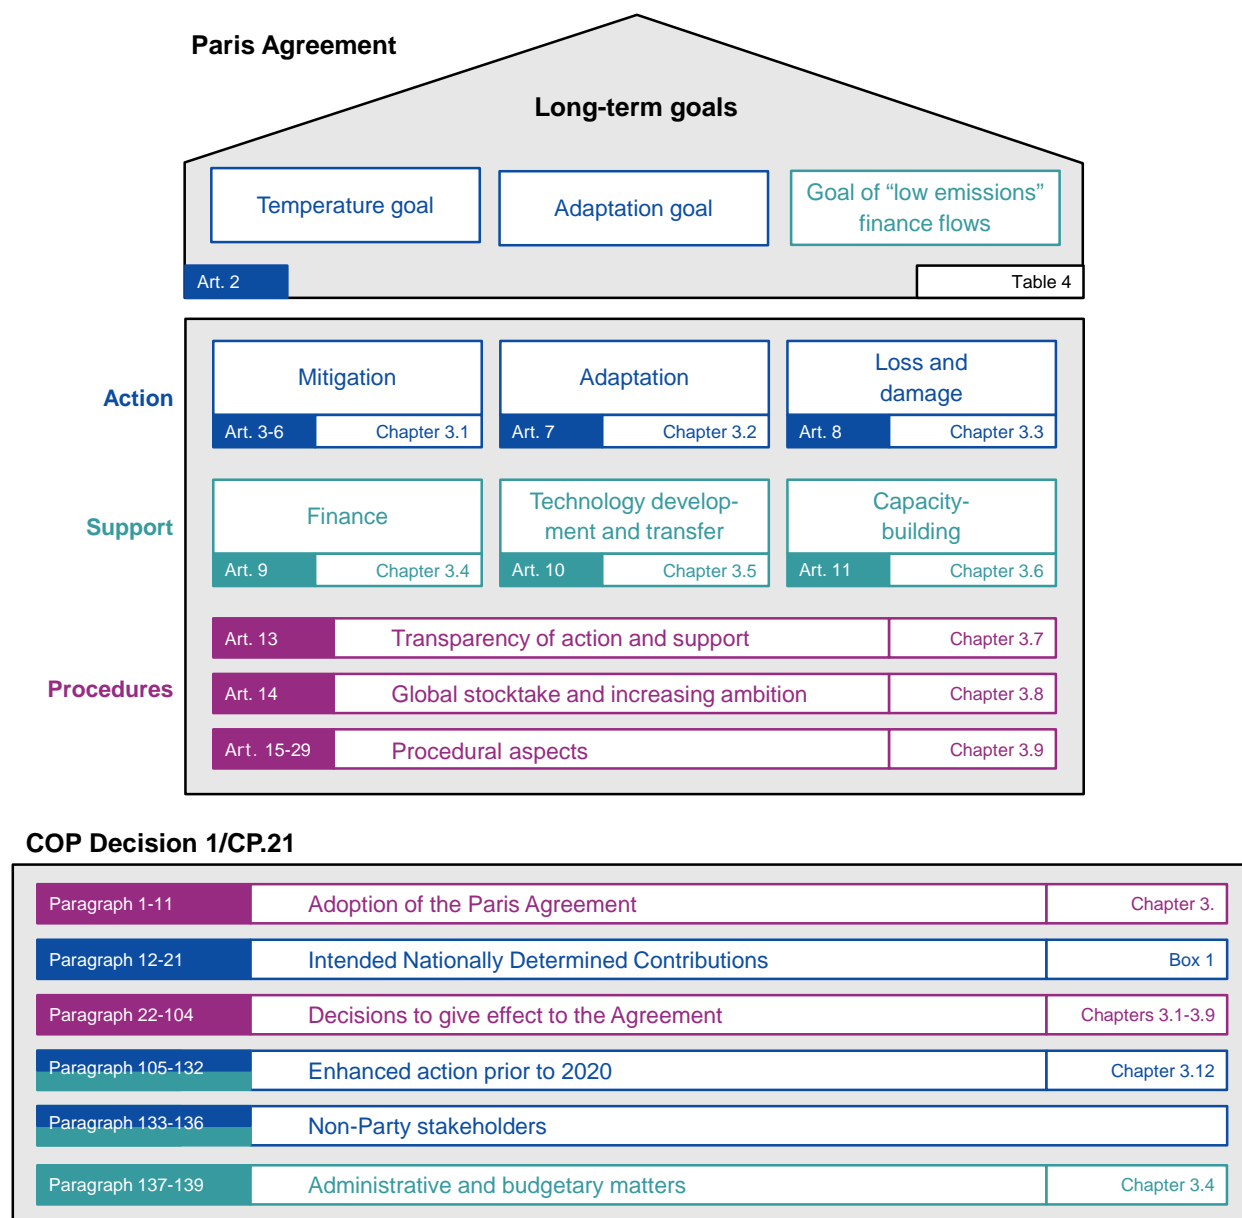 Paris Agreement
Long-term goals
Temperature goal
Adaptation goal
Goal of “low emissions”
finance flows
Art. 2
Table 4
Action
Mitigation
Art. 3-6
Chapter 3.1
Adaptation
Art. 7
Chapter 3.2
Loss and
damage
Art. 8
Chapter 3.3
Support
Finance
Art. 9
Chapter 3.4
Technology develop-
ment and transfer
Art. 10
Chapter 3.5
Capacity-
building
Art. 11
Chapter 3.6
Procedures
Art. 13
Transparency of action and support
Chapter 3.7
Art. 14
Global stocktake and increasing ambition
Chapter 3.8
Art. 15-29
Procedural aspects
Chapter 3.9
COP Decision 1/CP.21
Paragraph 1-11
Adoption of the Paris Agreement
Chapter 3.
Paragraph 12-21
Intended Nationally Determined Contributions
Box 1
Paragraph 22-104
Decisions to give effect to the Agreement
Chapters 3.1-3.9
Paragraph 105-132
Enhanced action prior to 2020
Chapter 3.12
Paragraph 133-136
Non-Party stakeholders
Paragraph 137-139
Administrative and budgetary matters
Chapter 3.4